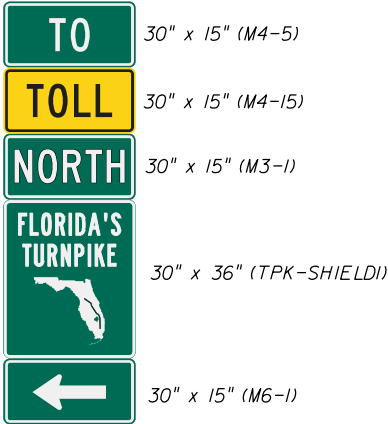 TO 30" x 15" (M4-5)
TOLL 30" x 15" (M4-15)
NORTH 30" x 15" (M3-1)
FLORIDA'S
TURNPIKE
30" x 36" (TPK-SHIELD1)
30" x 15" (M6-1)